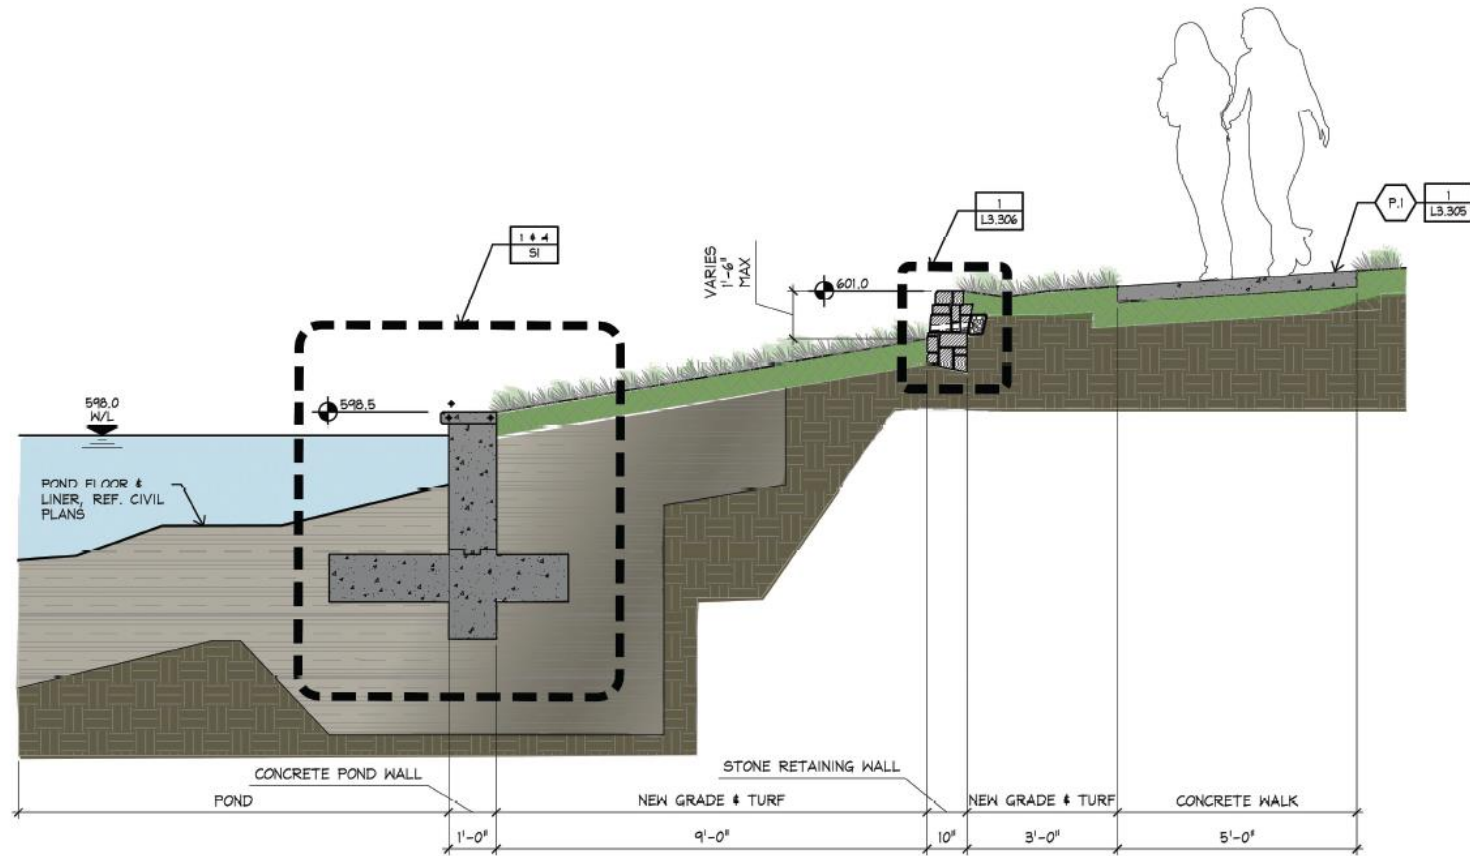 1
L3.306
P.1
1
L3.305
1 & 4
S1
VARIES
1'-6"
MAX
601.0
598.5
598.0
W/L
POND FLOOR &
LINER, REF. CIVIL
PLANS
CONCRETE POND WALL
STONE RETAINING WALL
POND
NEW GRADE & TURF
NEW GRADE & TURF
CONCRETE WALK
1'-0"
9'-0"
10"
3'-0"
5'-0"